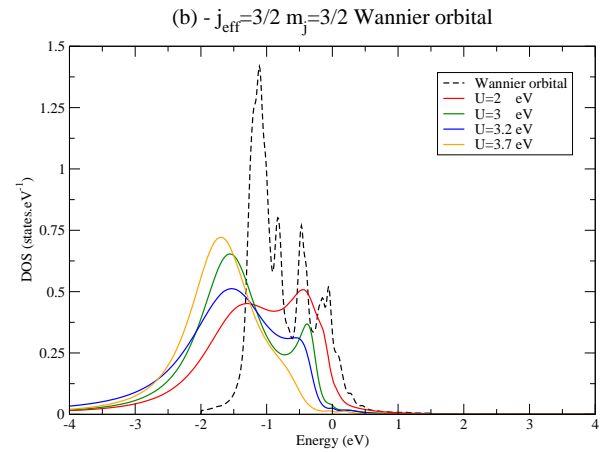 (b) - j_eff=3/2 m_j=3/2 Wannier orbital
1.5
1.25
1
0.75
0.5
0.25
0
DOS (states.eV⁻¹)
Wannier orbital
U=2 eV
U=3 eV
U=3.2 eV
U=3.7 eV
-4 -3 -2 -1 0 1 2 3 4
Energy (eV)